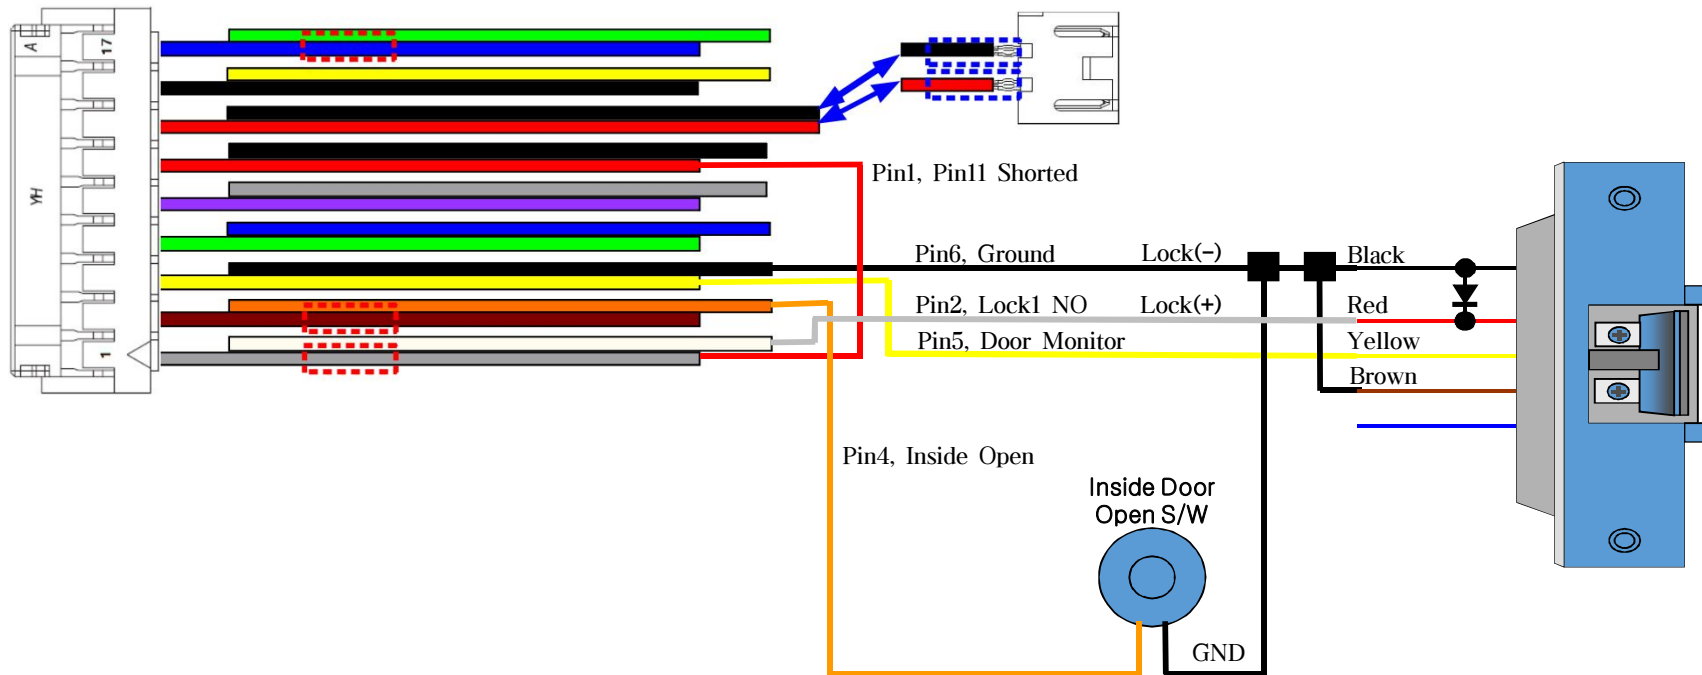 A
17
YH
1
Pin1, Pin11 Shorted
Pin6, Ground
Lock(-)
Black
Pin2, Lock1 NO
Lock(+)
Red
Pin5, Door Monitor
Yellow
Brown
Pin4, Inside Open
Inside Door
Open S/W
GND